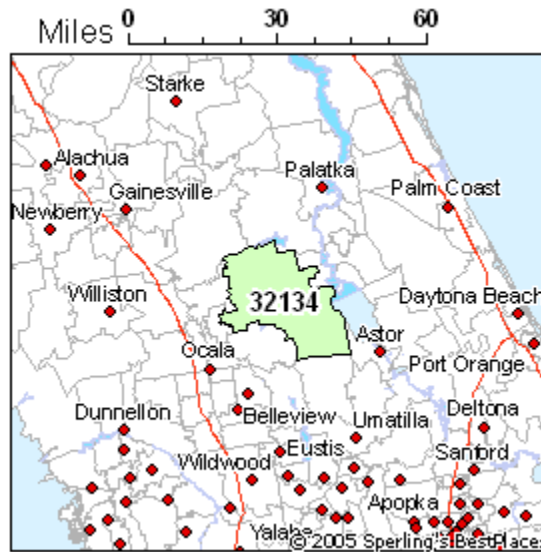 Miles 0 30 60
Starke
Alachua
Palatka
Gainesville
Palm Coast
Newberry
32134
Williston
Daytona Beach
Astor
Ocala
Port Orange
Dunnellon
Belleview
Umatilla
Deltona
Eustis
Wildwood
Sanford
Apopka
Yalaha
© 2005 Sperling's BestPlaces